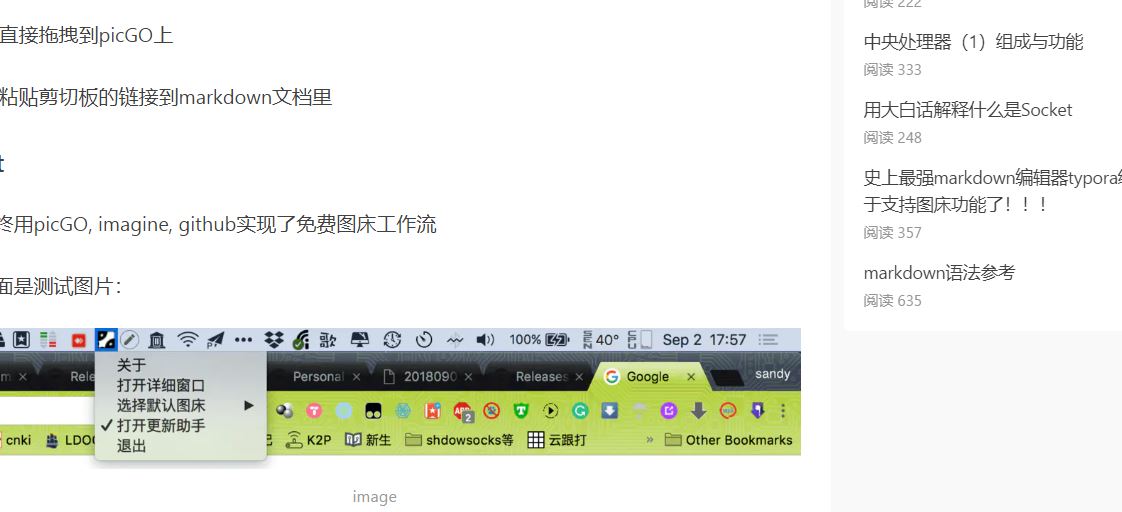 直接拖拽到picGO上
粘贴剪切板的链接到markdown文档里
t
终用picGO, imagine, github实现了免费图床工作流
面是测试图片：
100%
40°
Sep 2 17:57
Personal
2018090
Releases
Google
sandy
关于
打开详细窗口
选择默认图床
打开更新助手
退出
cnki
K2P
新生
shdowsocks等
云跟打
Other Bookmarks
image
阅读 222
中央处理器（1）组成与功能
阅读 333
用大白话解释什么是Socket
阅读 248
史上最强markdown编辑器typora终
于支持图床功能了！！！
阅读 357
markdown语法参考
阅读 635